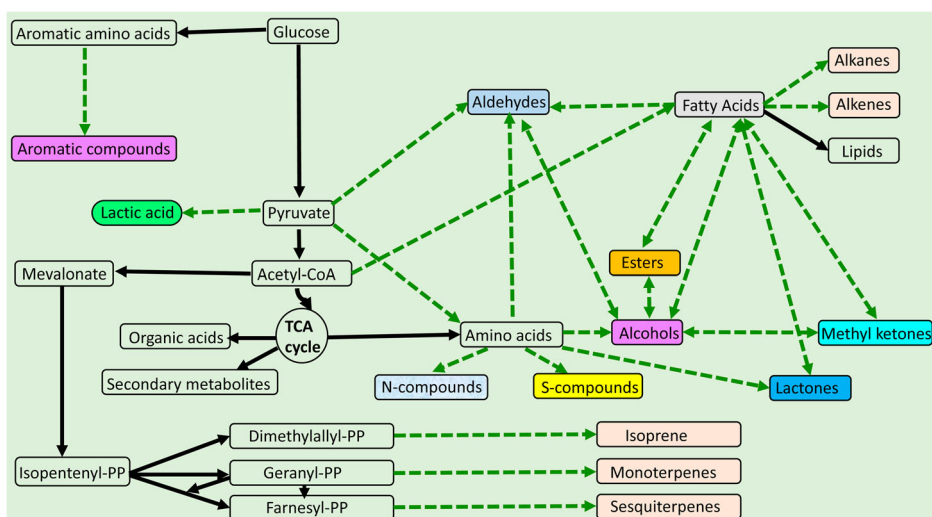 Aromatic amino acids
Glucose
Alkanes
Aldehydes
Fatty Acids
Alkenes
Aromatic compounds
Lipids
Lactic acid
Pyruvate
Mevalonate
Acetyl-CoA
Esters
Organic acids
TCA
cycle
Amino acids
Alcohols
Methyl ketones
Secondary metabolites
N-compounds
S-compounds
Lactones
Dimethylallyl-PP
Isoprene
Isopentenyl-PP
Geranyl-PP
Monoterpenes
Farnesyl-PP
Sesquiterpenes